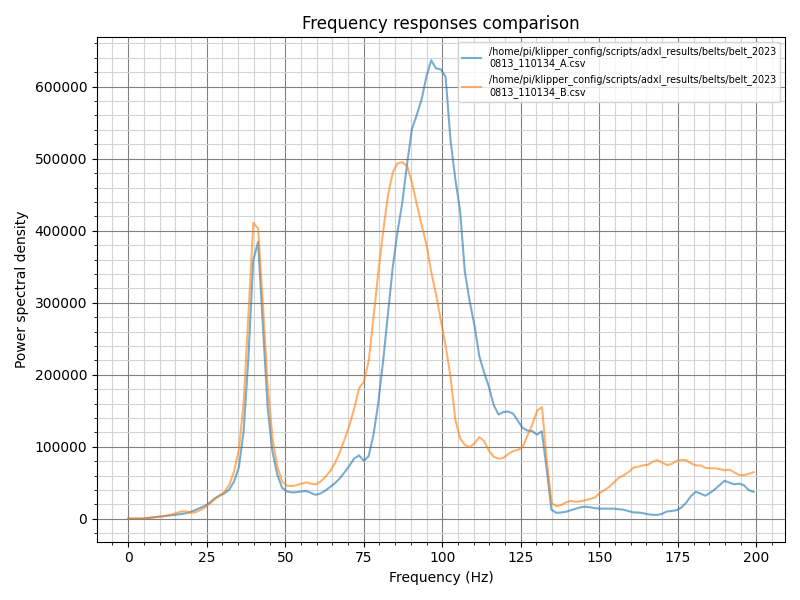 Frequency responses comparison
/home/pi/klipper_config/scripts/adxl_results/belts/belt_2023
0813_110134_A.csv
/home/pi/klipper_config/scripts/adxl_results/belts/belt_2023
0813_110134_B.csv
Power spectral density
600000
500000
400000
300000
200000
100000
0
0 25 50 75 100 125 150 175 200
Frequency (Hz)